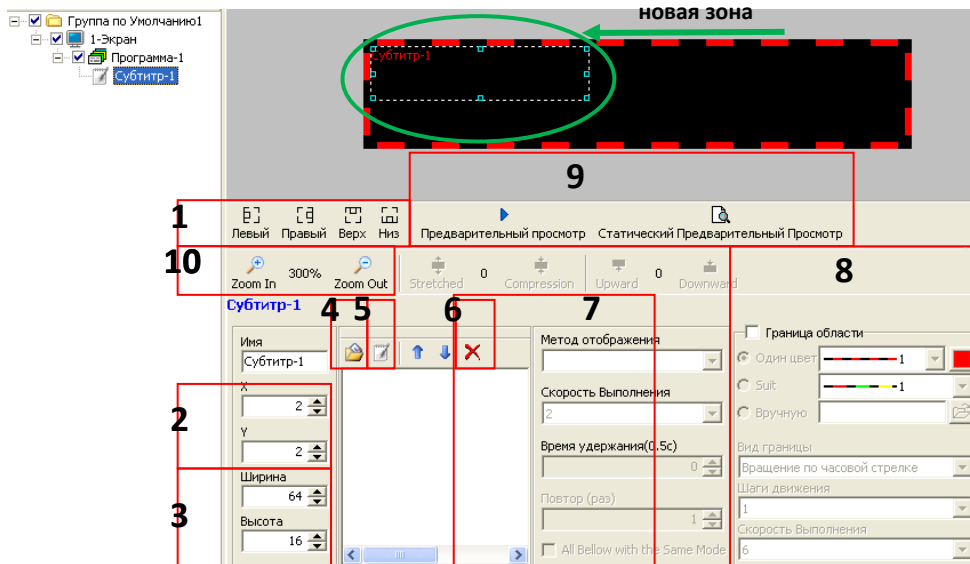 Группа по Умолчанию1
1-Экран
Программа-1
Субтитр-1
новая зона
Субтитр-1
9
1
Левый Правый Верх Низ Предварительный просмотр Статический Предварительный Просмотр
10
8
Zoom In 300% Zoom Out Stretched 0 Compression Upward 0 Downward
Субтитр-1
4 5 6 7
Имя
Субтитр-1
X
2
2
Y
2
Ширина
64
3
Высота
16
Метод отображения
Скорость Выполнения
2
Время удержания(0.5с)
0
Повтор (раз)
1
All Bellow with the Same Mode
Граница области
Один цвет 1
Suit 1
Вручную
Вид границы
Вращение по часовой стрелке
Шаги движения
1
Скорость Выполнения
6